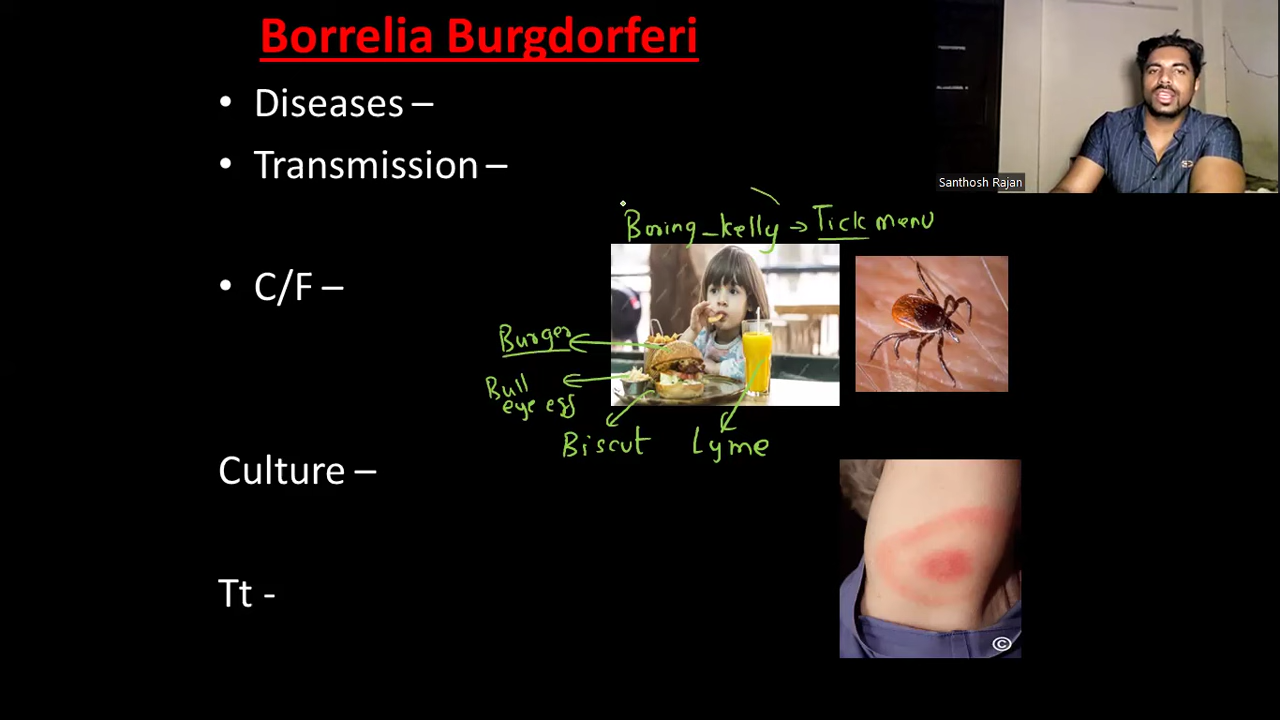 Borrelia Burgdorferi
• Diseases –
• Transmission –
Santhosh Rajan
Boring_kelly → Tick menu
• C/F –
Burger
Bull
eye egg
Biscut
Lyme
Culture –
Tt -
©